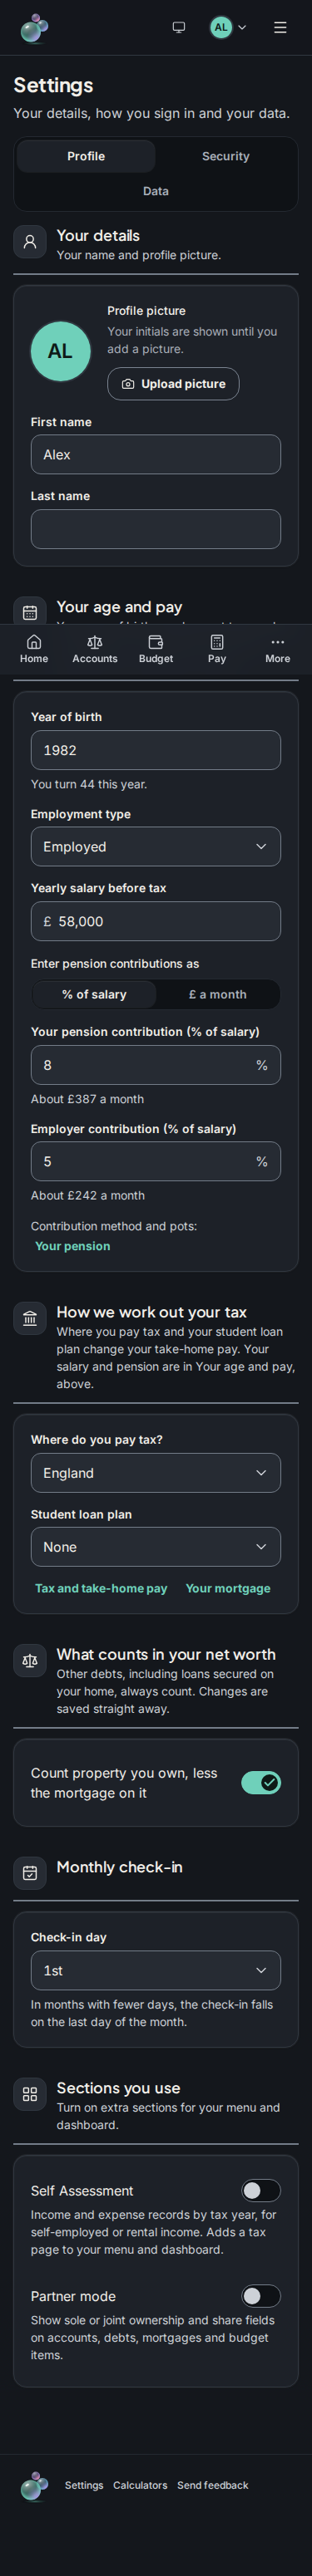 AL
Settings
Your details, how you sign in and your data.
Profile
Security
Data
Your details
Your name and profile picture.
AL
Profile picture
Your initials are shown until you
add a picture.
Upload picture
First name
Alex
Last name
Your age and pay
Home
Accounts
Budget
Pay
More
Year of birth
1982
You turn 44 this year.
Employment type
Employed
Yearly salary before tax
£ 58,000
Enter pension contributions as
% of salary
£ a month
Your pension contribution (% of salary)
8 %
About £387 a month
Employer contribution (% of salary)
5 %
About £242 a month
Contribution method and pots:
Your pension
How we work out your tax
Where you pay tax and your student loan
plan change your take-home pay. Your
salary and pension are in Your age and pay,
above.
Where do you pay tax?
England
Student loan plan
None
Tax and take-home pay
Your mortgage
What counts in your net worth
Other debts, including loans secured on
your home, always count. Changes are
saved straight away.
Count property you own, less
the mortgage on it
Monthly check-in
Check-in day
1st
In months with fewer days, the check-in falls
on the last day of the month.
Sections you use
Turn on extra sections for your menu and
dashboard.
Self Assessment
Income and expense records by tax year, for
self-employed or rental income. Adds a tax
page to your menu and dashboard.
Partner mode
Show sole or joint ownership and share fields
on accounts, debts, mortgages and budget
items.
Settings
Calculators
Send feedback